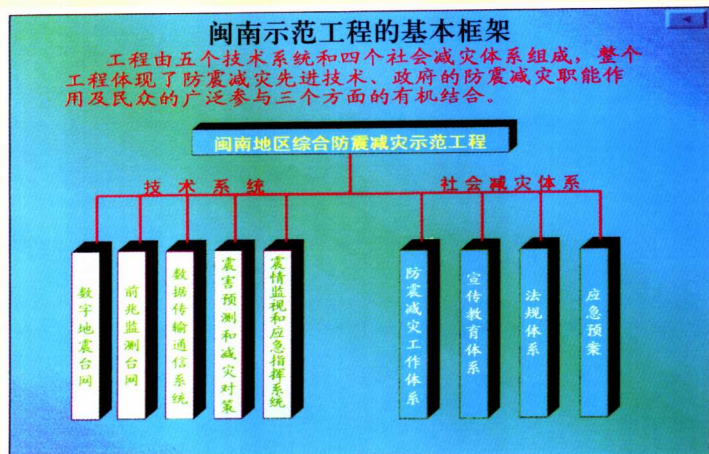 闽南示范工程的基本框架
工程由五个技术系统和四个社会减灾体系组成，整个
工程体现了防震减灾先进技术、政府的防震减灾职能作
用及民众的广泛参与三个方面的有机结合。
闽南地区综合防震减灾示范工程
技术系统
社会减灾体系
数字地震台网
前兆监测台网
数据传输通信系统
震害预测和减灾对策
震情监视和应急指挥系统
防震减灾工作体系
宣传教育体系
法规体系
应急预案